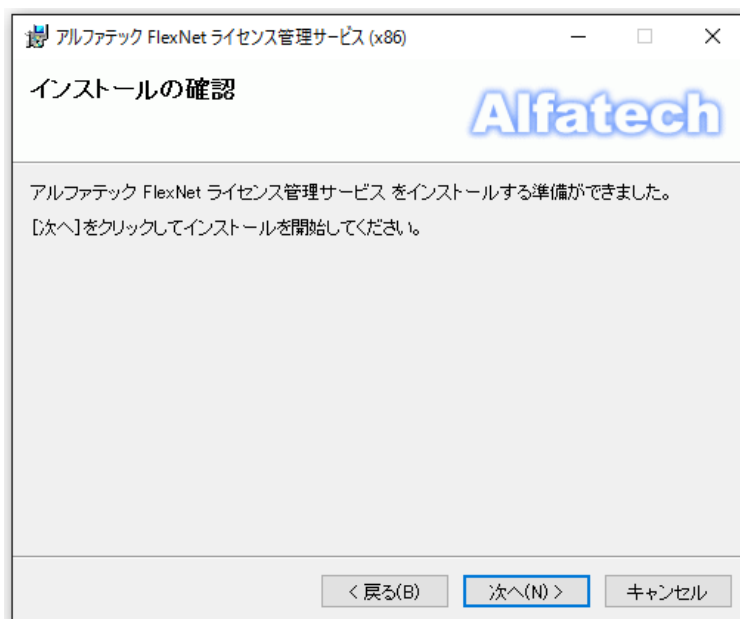 アルファテック FlexNet ライセンス管理サービス (x86)
インストールの確認
Alfatech
アルファテック FlexNet ライセンス管理サービス をインストールする準備ができました。
[次へ]をクリックしてインストールを開始してください。
< 戻る(B)
次へ(N) >
キャンセル